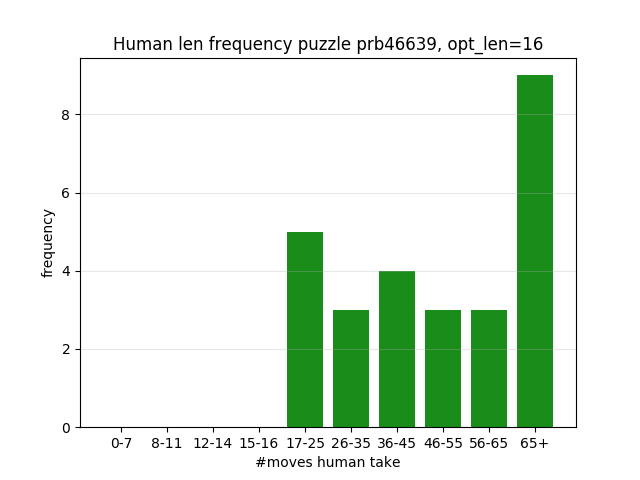 Human len frequency puzzle prb46639, opt_len=16
frequency
8
6
4
2
0
0-7 8-11 12-14 15-16 17-25 26-35 36-45 46-55 56-65 65+
#moves human take